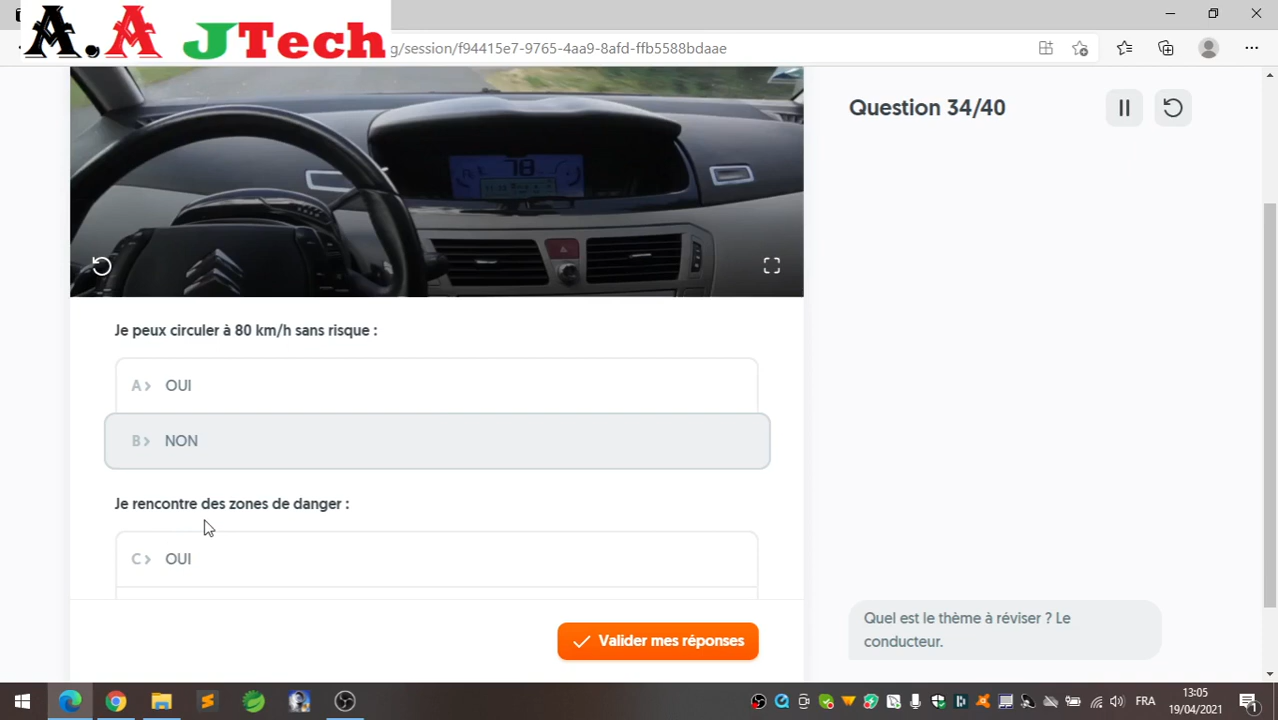 A.A JTech
g/session/f94415e7-9765-4aa9-8afd-ffb5588bdaae
Question 34/40
78
Je peux circuler à 80 km/h sans risque :
A OUI
B NON
Je rencontre des zones de danger :
C OUI
Valider mes réponses
Quel est le thème à réviser ? Le
conducteur.
FRA
13:05
19/04/2021
1